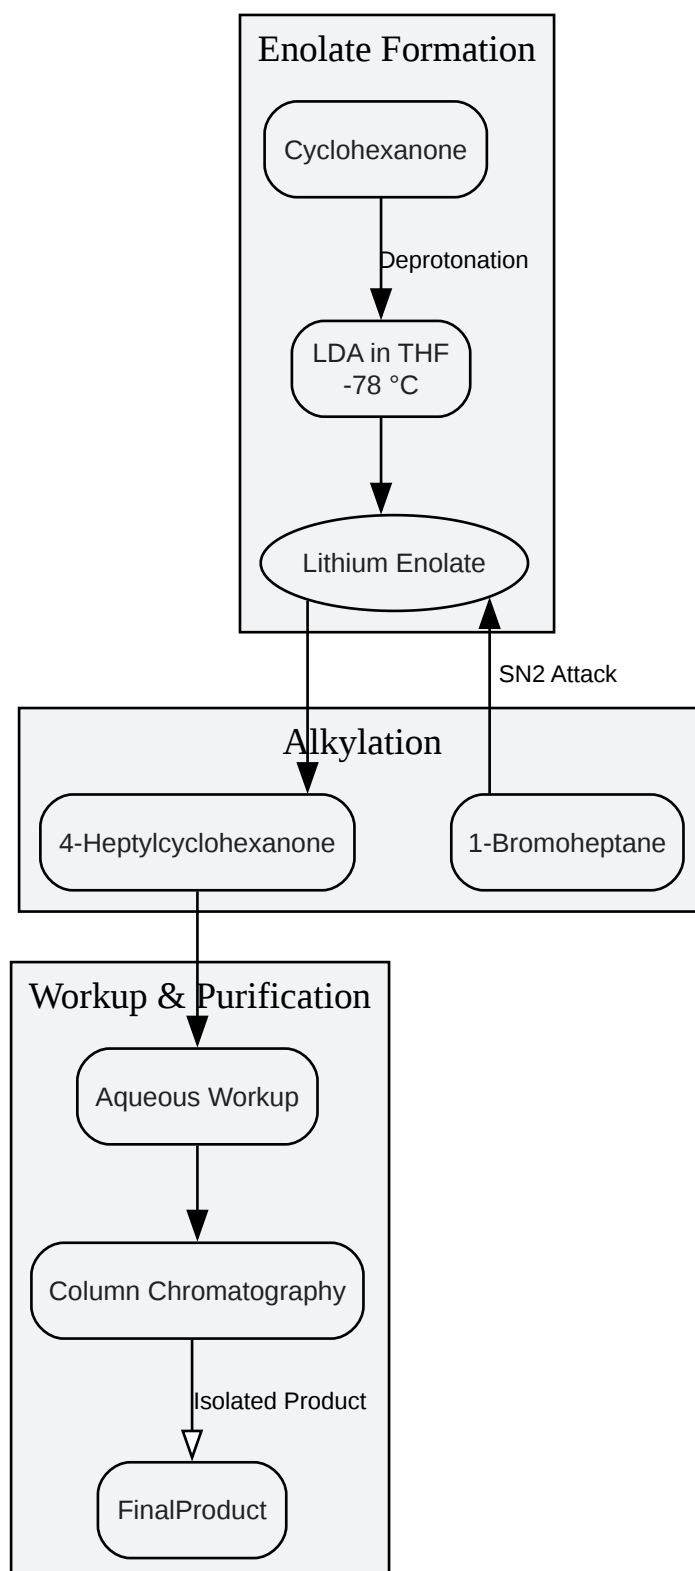 Enolate Formation
Cyclohexanone
Deprotonation
LDA in THF
-78 °C
Lithium Enolate
SN2 Attack
Alkylation
4-Heptylcyclohexanone
1-Bromoheptane
Workup & Purification
Aqueous Workup
Column Chromatography
Isolated Product
FinalProduct